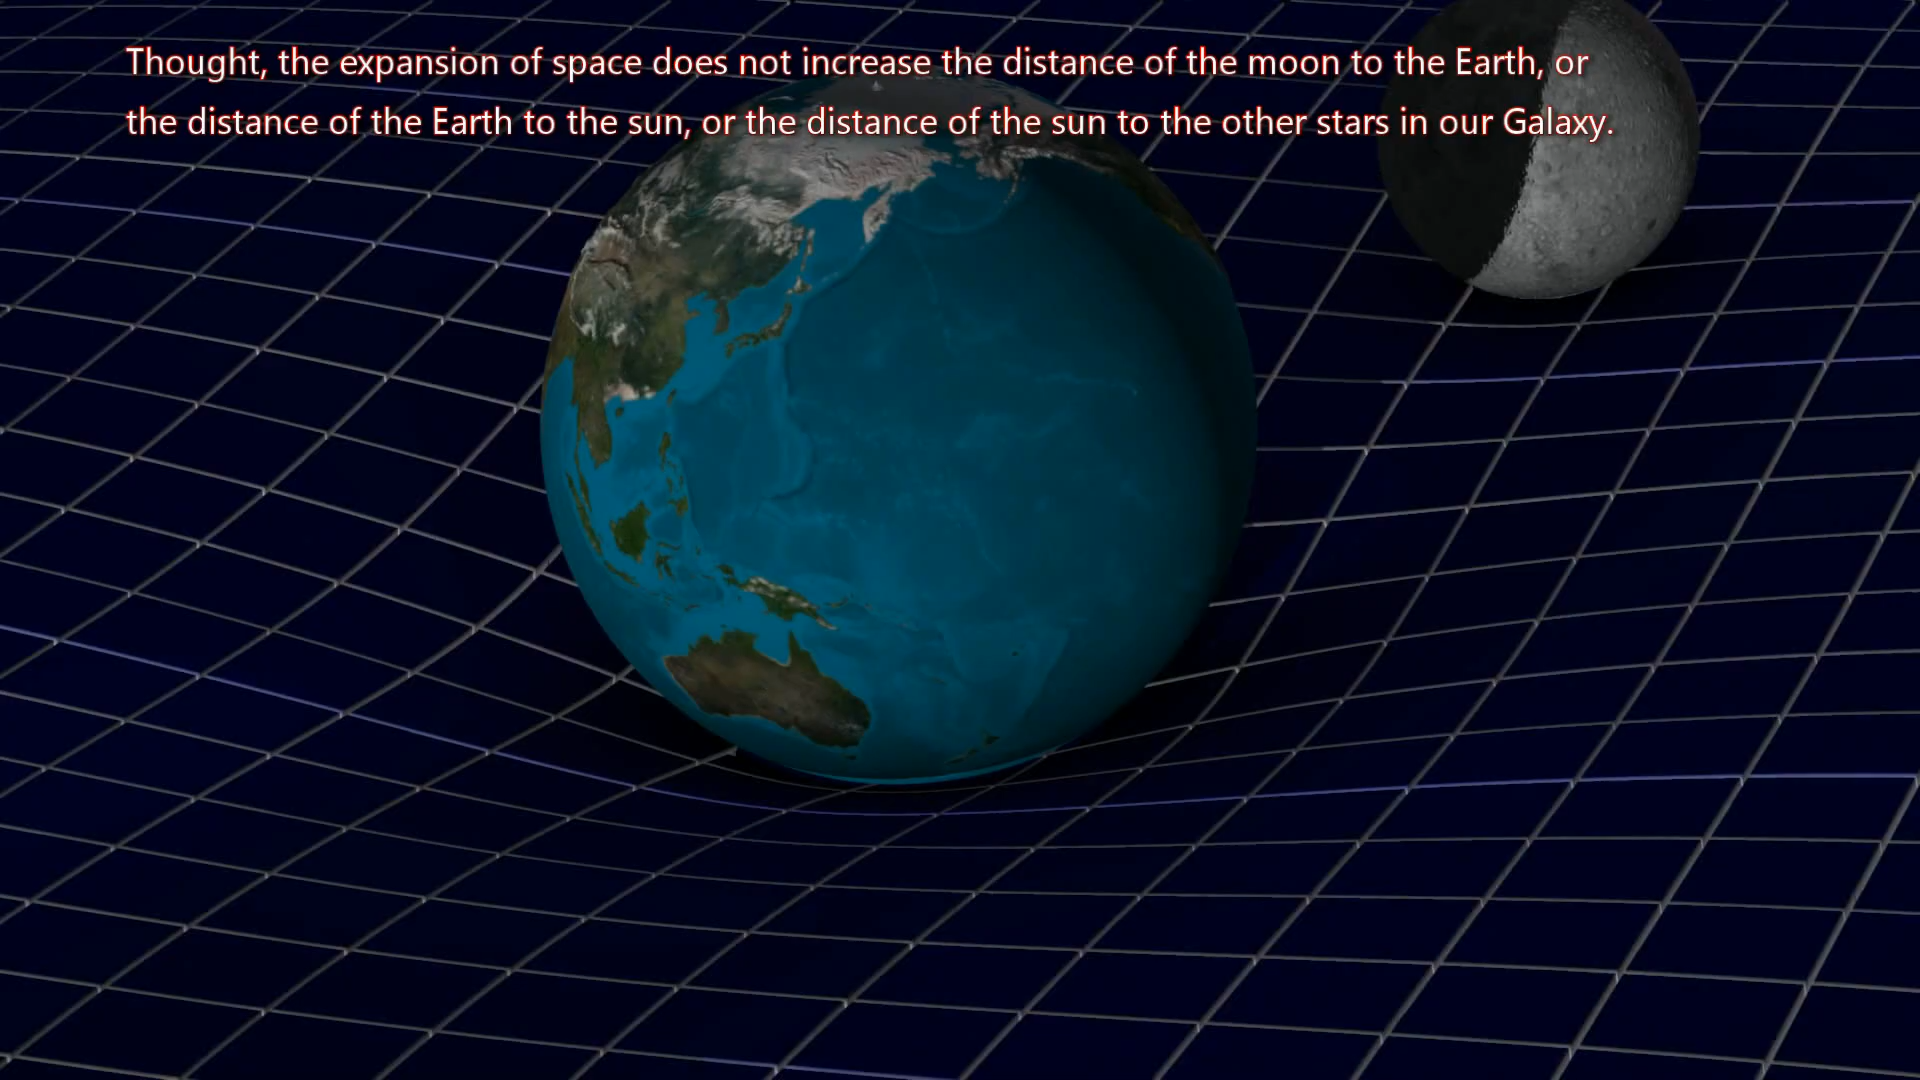 Thought, the expansion of space does not increase the distance of the moon to the Earth, or
the distance of the Earth to the sun, or the distance of the sun to the other stars in our Galaxy.